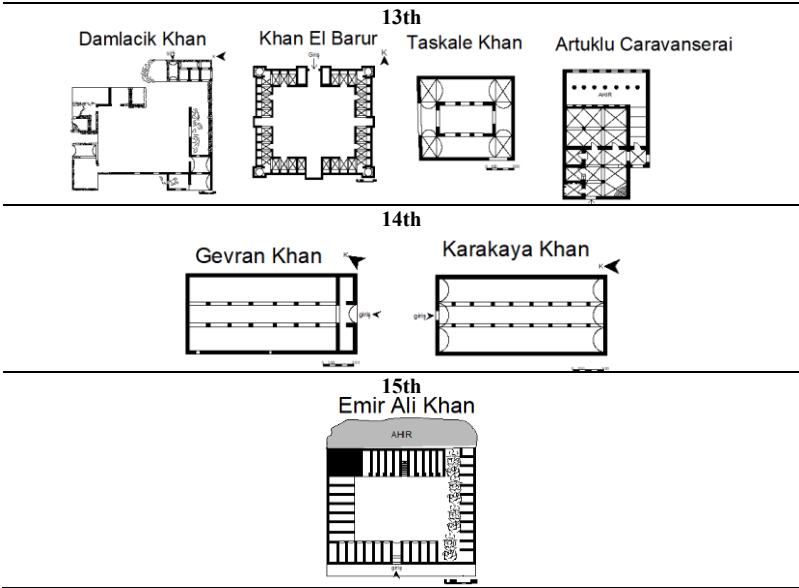 13th
Damlacik Khan
Khan El Barur
Taskale Khan
Artuklu Caravanserai
Giriş
K
AHIR
14th
Gevran Khan
Karakaya Khan
K
giriş
giriş
K
15th
Emir Ali Khan
AHIR
giriş